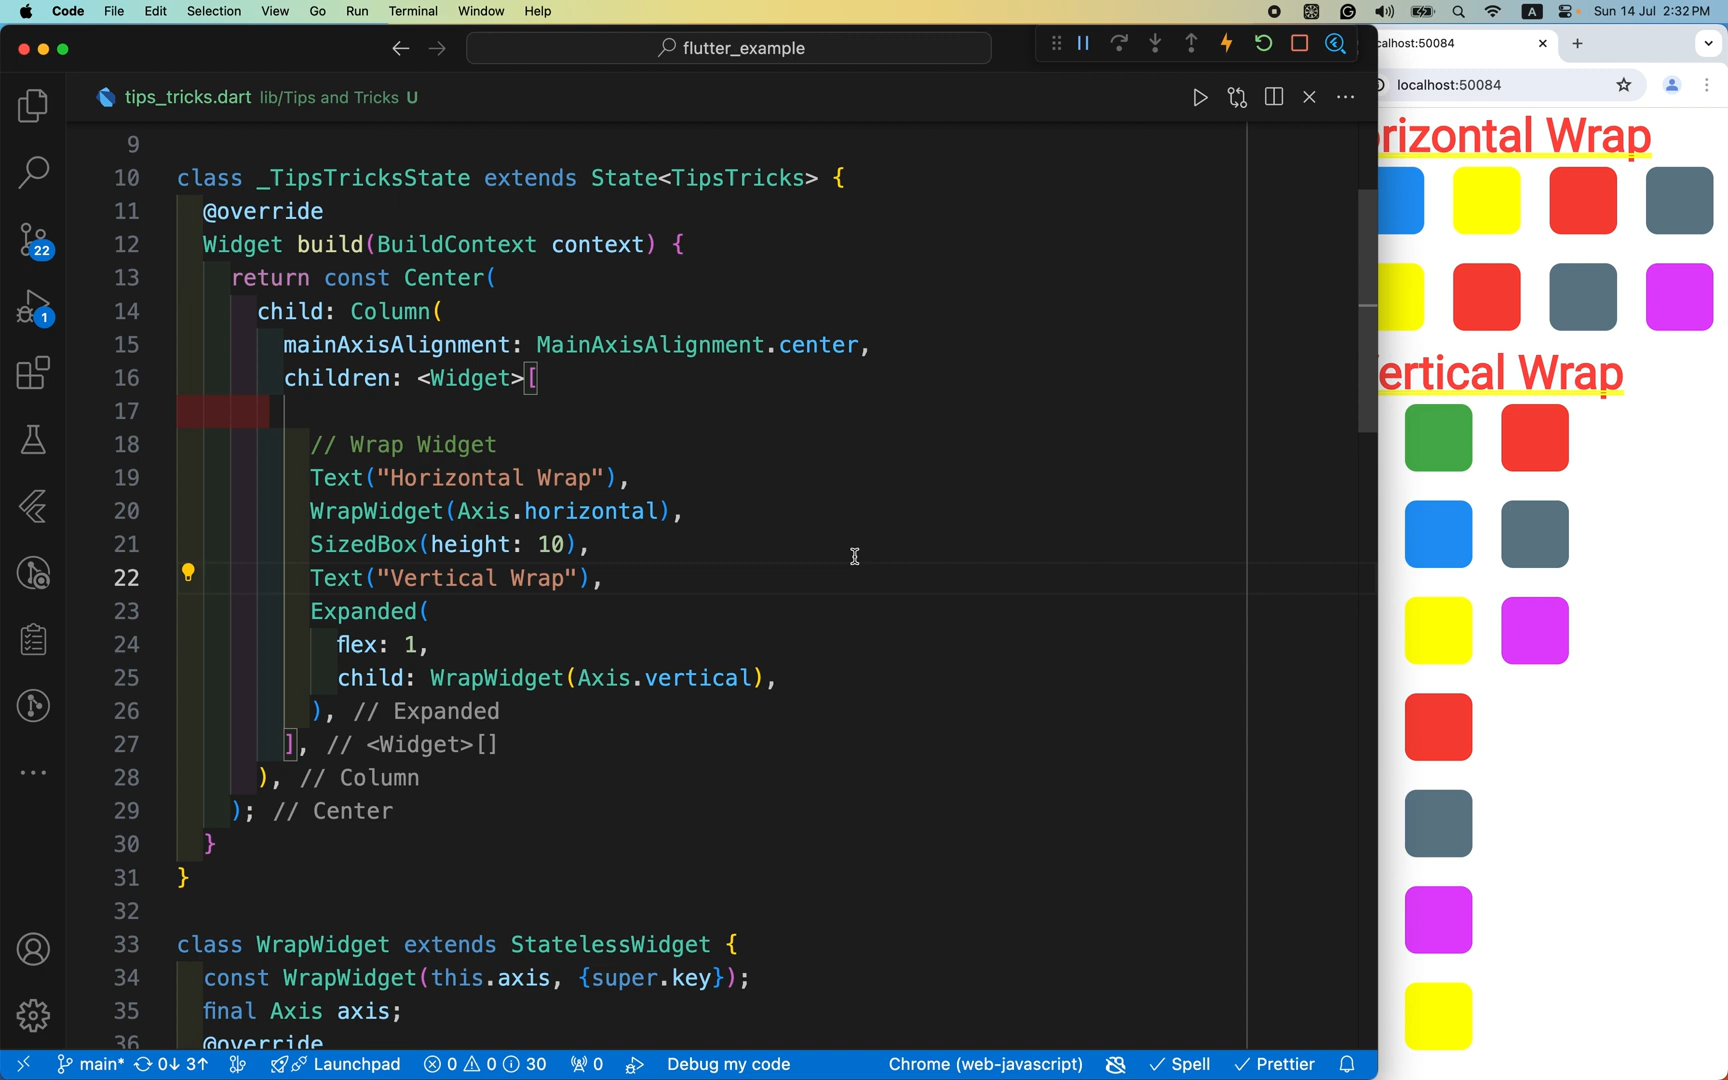 Code File Edit Selection View Go Run Terminal Window Help A Sun 14 Jul 2:32 PM
flutter_example
calhost:50084
tips_tricks.dart lib/Tips and Tricks U
localhost:50084
9
10 class _TipsTricksState extends State<TipsTricks> {
11 @override
12 Widget build(BuildContext context) {
13 return const Center(
14 child: Column(
15 mainAxisAlignment: MainAxisAlignment.center,
16 children: <Widget>[
17
18 // Wrap Widget
19 Text("Horizontal Wrap"),
20 WrapWidget(Axis.horizontal),
21 SizedBox(height: 10),
22 Text("Vertical Wrap"),
23 Expanded(
24 flex: 1,
25 child: WrapWidget(Axis.vertical),
26 ), // Expanded
27 ], // <Widget>[]
28 ), // Column
29 ); // Center
30 }
31 }
32
33 class WrapWidget extends StatelessWidget {
34 const WrapWidget(this.axis, {super.key});
35 final Axis axis;
36 @override
22
1
rizontal Wrap
ertical Wrap
main* 0↓ 3↑ Launchpad 0 0 30 0 Debug my code Chrome (web-javascript) Spell Prettier